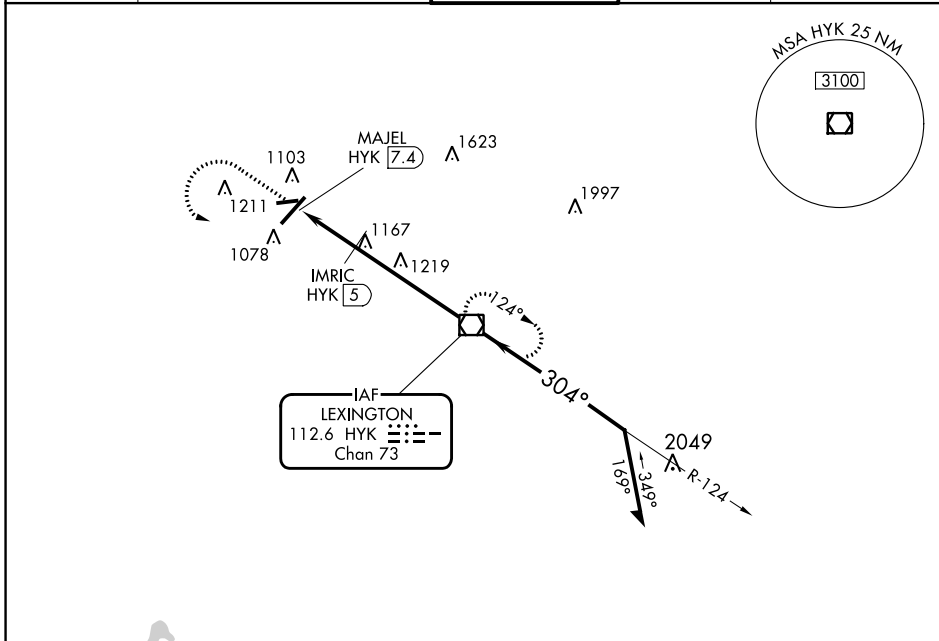 MSA HYK 25 NM
3100
MAJEL
HYK 7.4
1623
1103
1211
1997
1078
1167
1219
IMRIC
HYK 5
124°
304°
IAF
LEXINGTON
112.6 HYK
Chan 73
2049
R-124
349°
169°